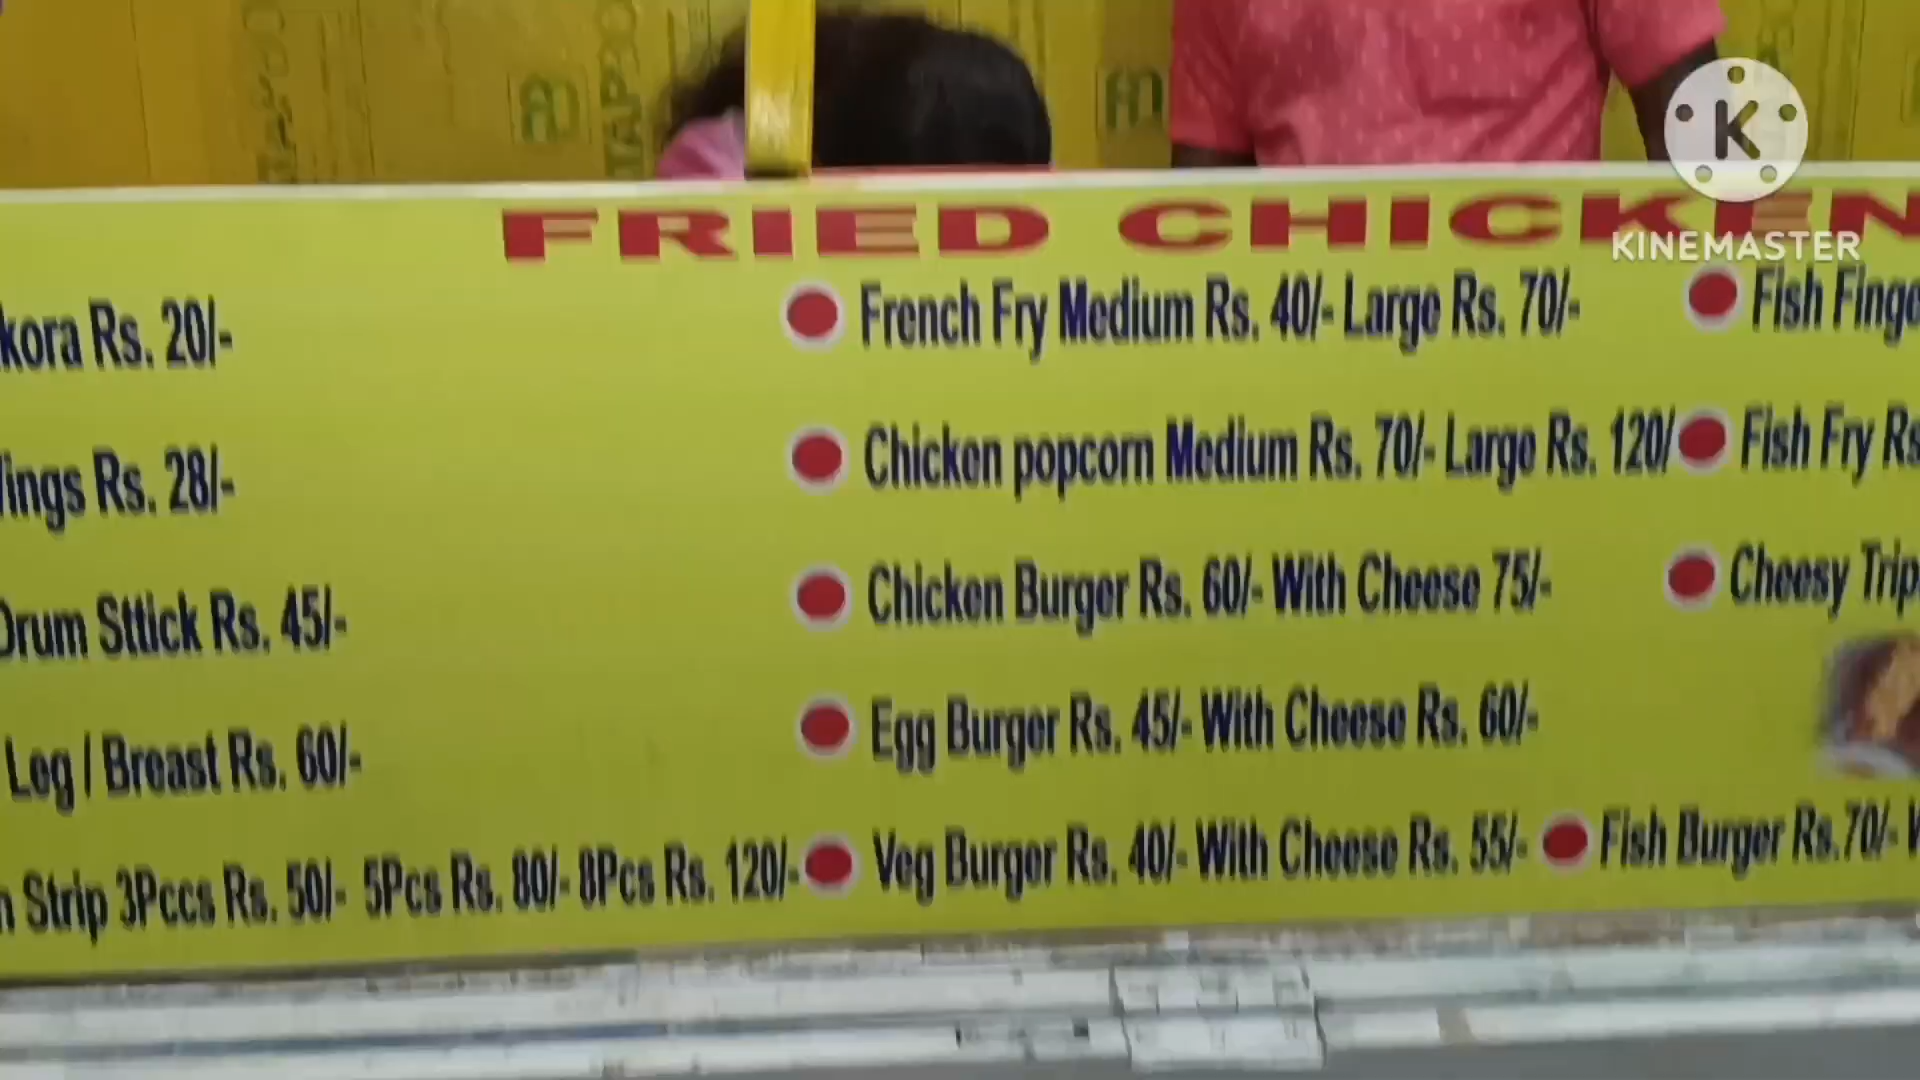 FRIED CHICKEN
KINEMASTER
kora Rs. 20/-
ings Rs. 28/-
Drum Sttick Rs. 45/-
Leg / Breast Rs. 60/-
Strip 3Pccs Rs. 50/- 5Pcs Rs. 80/- 8Pcs Rs. 120/-
French Fry Medium Rs. 40/- Large Rs. 70/-
Chicken popcorn Medium Rs. 70/- Large Rs. 120/
Chicken Burger Rs. 60/- With Cheese 75/-
Egg Burger Rs. 45/- With Cheese Rs. 60/-
Veg Burger Rs. 40/- With Cheese Rs. 55/-
Fish Finge
Fish Fry Rs
Cheesy Trip
Fish Burger Rs.70/- W